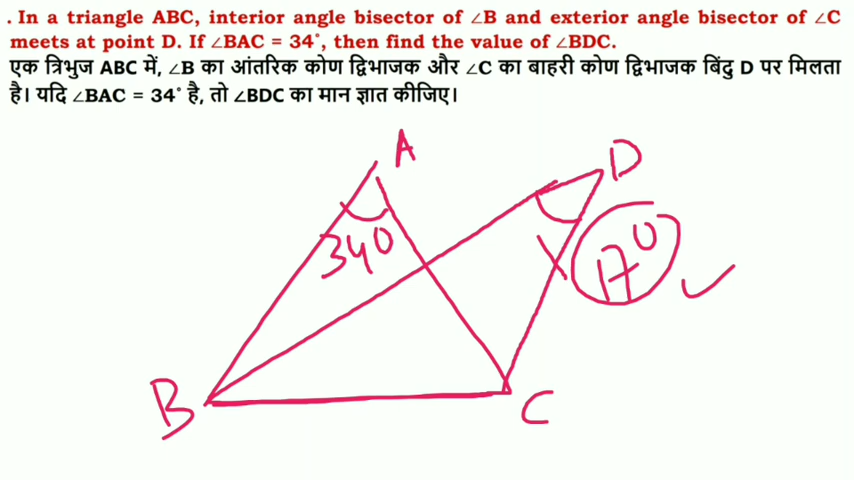 . In a triangle ABC, interior angle bisector of ∠B and exterior angle bisector of ∠C
meets at point D. If ∠BAC = 34°, then find the value of ∠BDC.
एक त्रिभुज ABC में, ∠B का आंतरिक कोण द्विभाजक और ∠C का बाहरी कोण द्विभाजक बिंदु D पर मिलता
है। यदि ∠BAC = 34° है, तो ∠BDC का मान ज्ञात कीजिए।
A
D
34°
17°
B
C